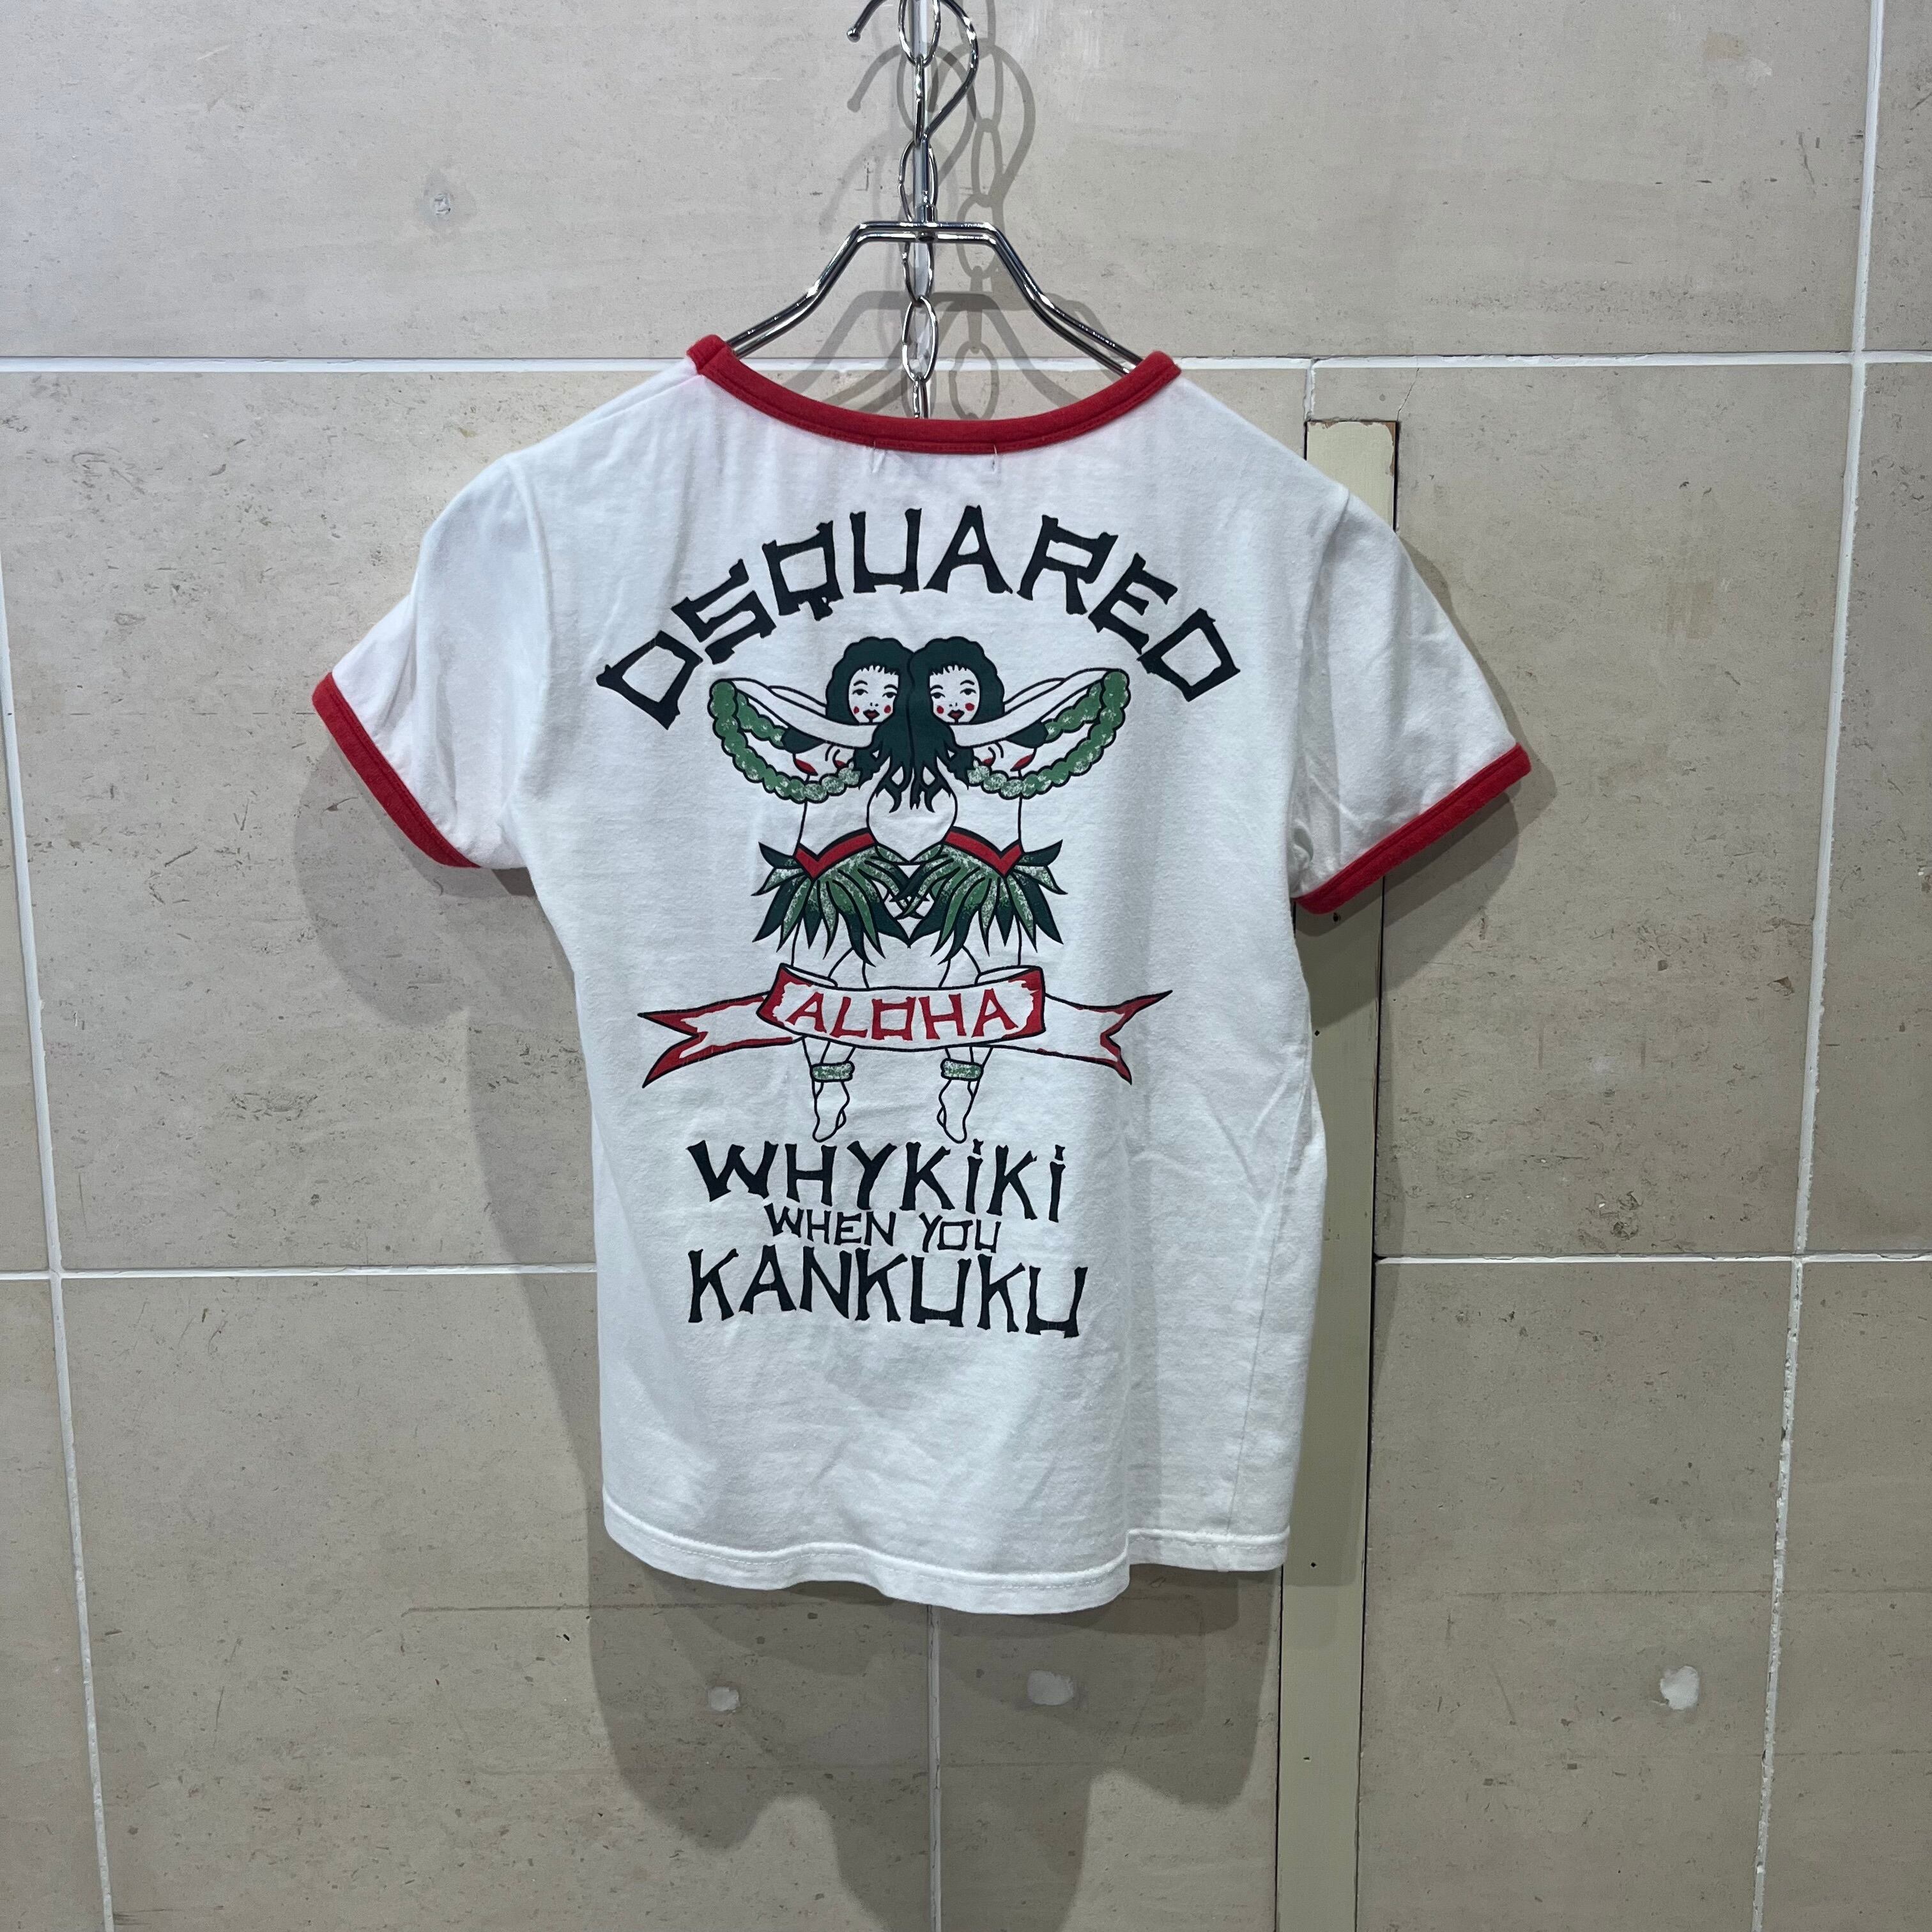 DSQUARED
ALOHA
WHYKiKi
WHEN YOU
KANKUKU